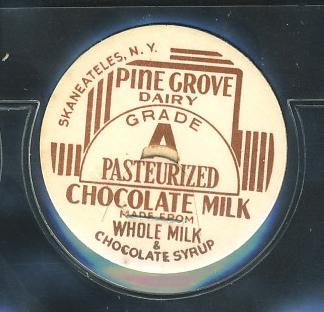 SKANEATELES, N.Y.
PINE GROVE
DAIRY
GRADE
A
PASTEURIZED
CHOCOLATE MILK
MADE FROM
WHOLE MILK
&
CHOCOLATE SYRUP